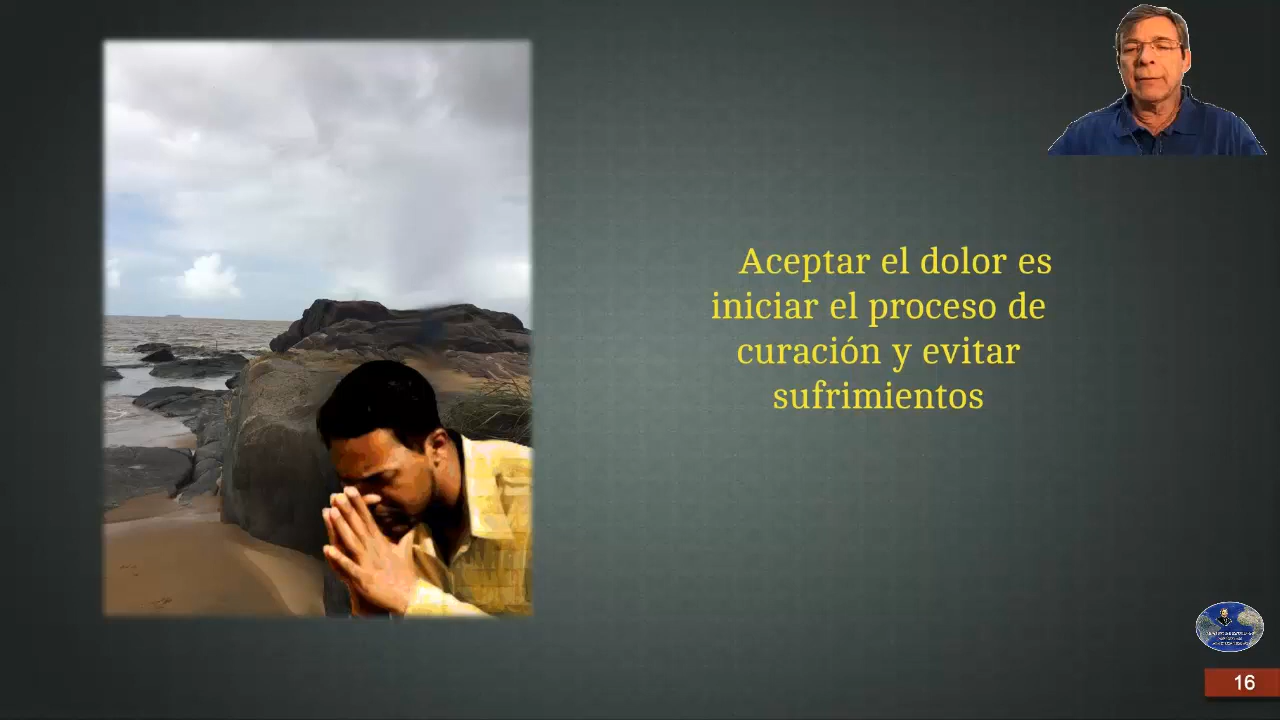 Aceptar el dolor es
iniciar el proceso de
curación y evitar
sufrimientos
16